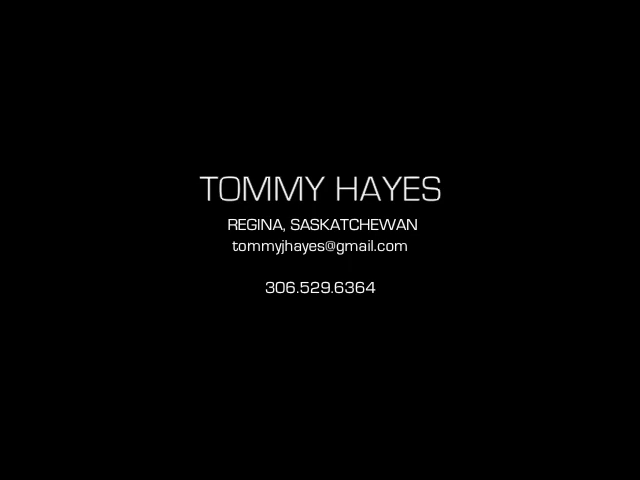 TOMMY HAYES
REGINA, SASKATCHEWAN
tommyjhayes@gmail.com
306.529.6364